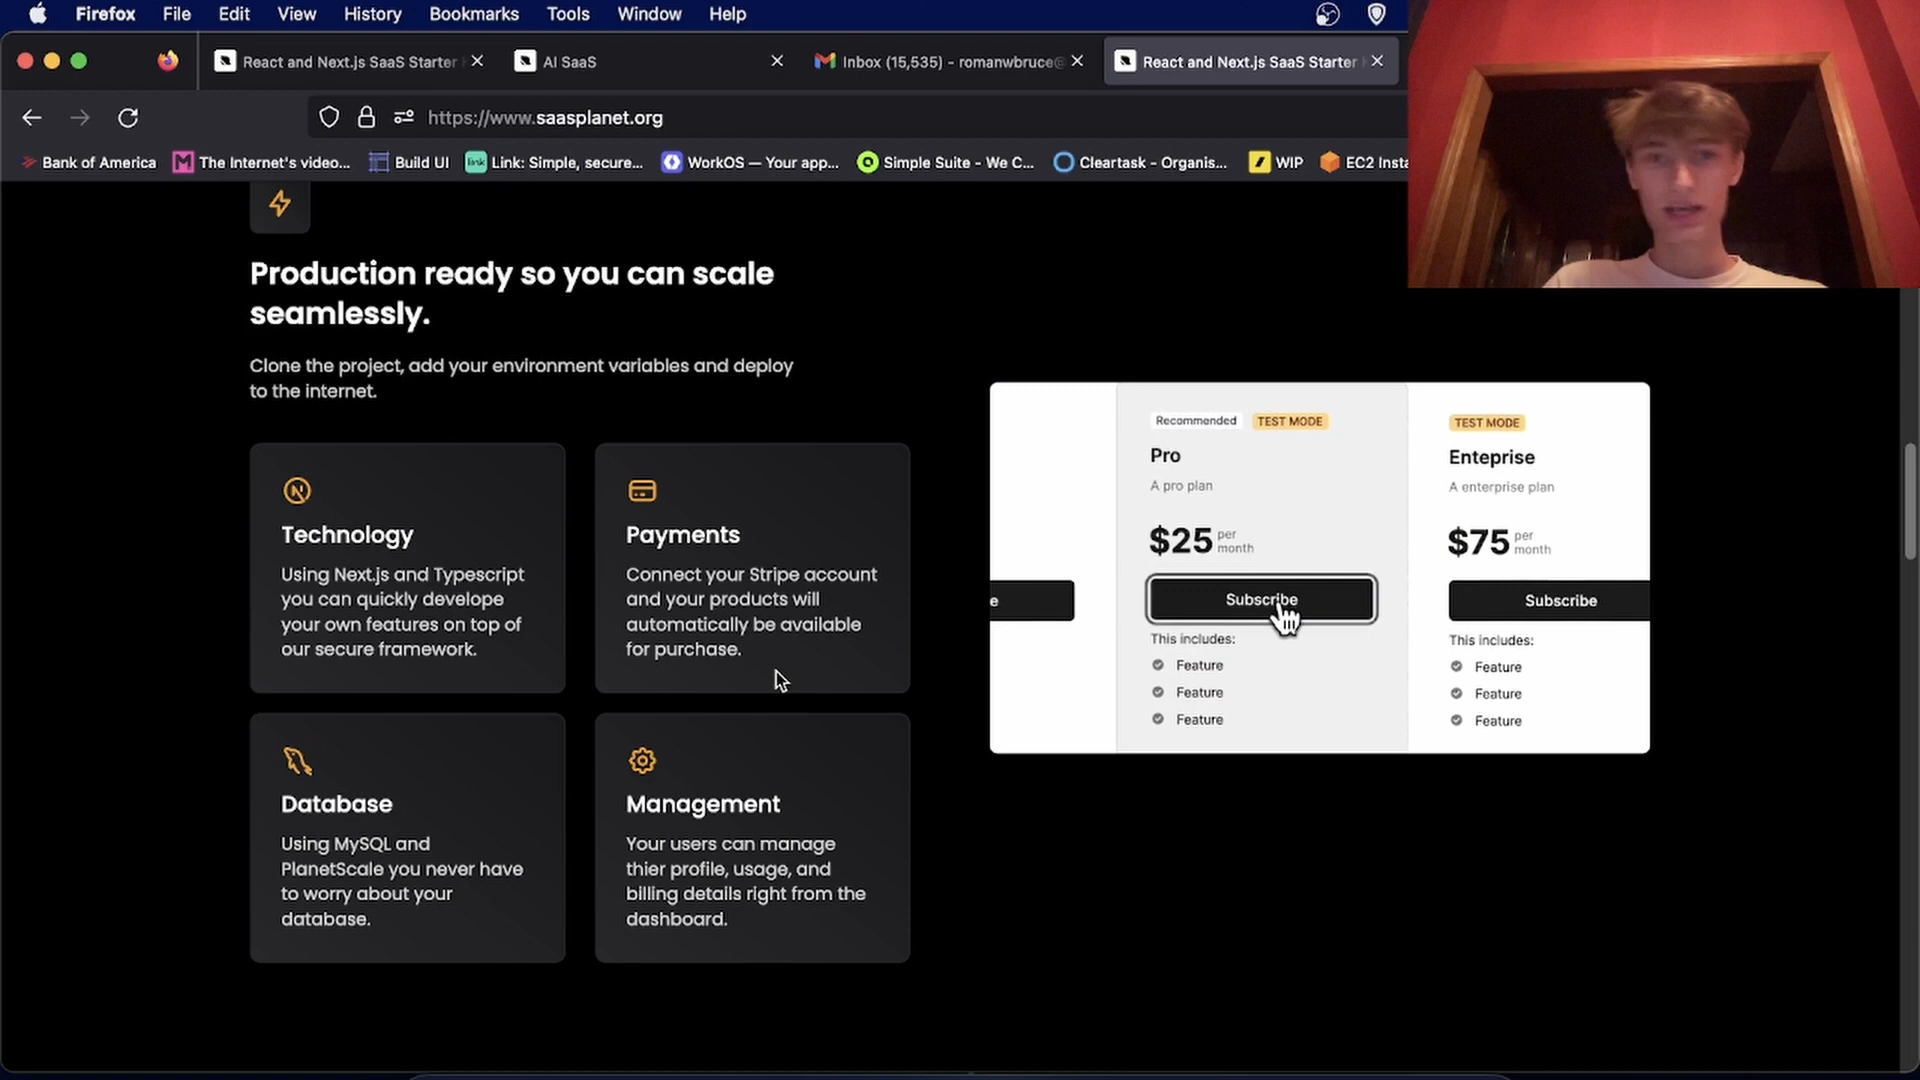 Firefox File Edit View History Bookmarks Tools Window Help
React and Next.js SaaS Starter
AI SaaS
Inbox (15,535) - romanwbruce@
React and Next.js SaaS Starter
https://www.saasplanet.org
Bank of America
The Internet's video...
Build UI
Link: Simple, secure...
WorkOS — Your app...
Simple Suite - We C...
Cleartask - Organis...
WIP
EC2 Insta
Production ready so you can scale
seamlessly.
Clone the project, add your environment variables and deploy
to the internet.
Technology
Using Next.js and Typescript
you can quickly develope
your own features on top of
our secure framework.
Payments
Connect your Stripe account
and your products will
automatically be available
for purchase.
Database
Using MySQL and
PlanetScale you never have
to worry about your
database.
Management
Your users can manage
thier profile, usage, and
billing details right from the
dashboard.
e
Recommended TEST MODE
Pro
A pro plan
$25 per
month
Subscribe
This includes:
Feature
Feature
Feature
TEST MODE
Enteprise
A enterprise plan
$75 per
month
Subscribe
This includes:
Feature
Feature
Feature